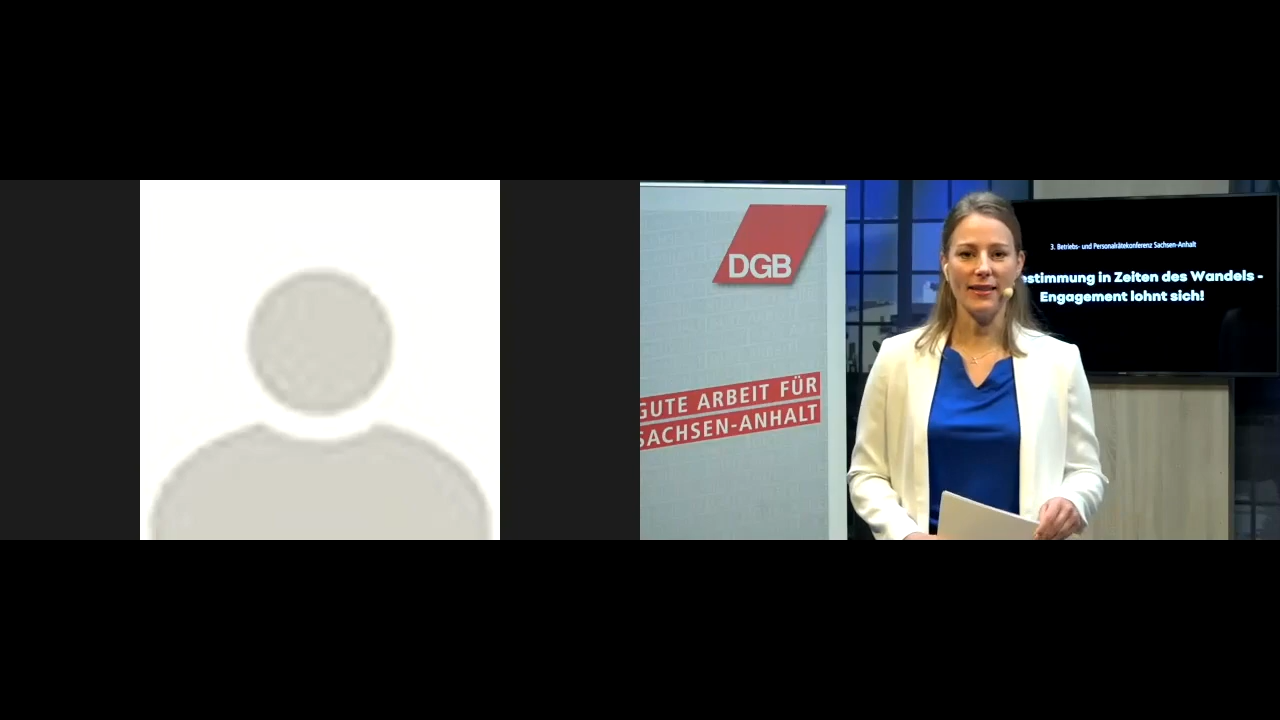 DGB
GUTE ARBEIT FÜR
SACHSEN-ANHALT
3. Betriebs- und Personalrätekonferenz Sachsen-Anhalt
estimmung in Zeiten des Wandels -
Engagement lohnt sich!